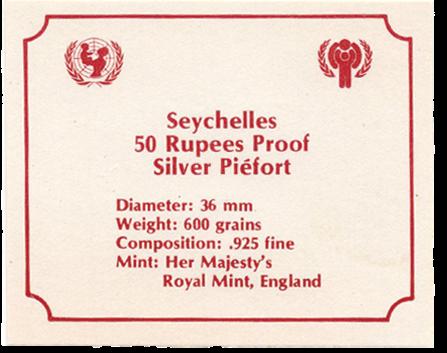 Seychelles
50 Rupees Proof
Silver Piéfort
Diameter: 36 mm
Weight: 600 grains
Composition: .925 fine
Mint: Her Majesty's
Royal Mint, England